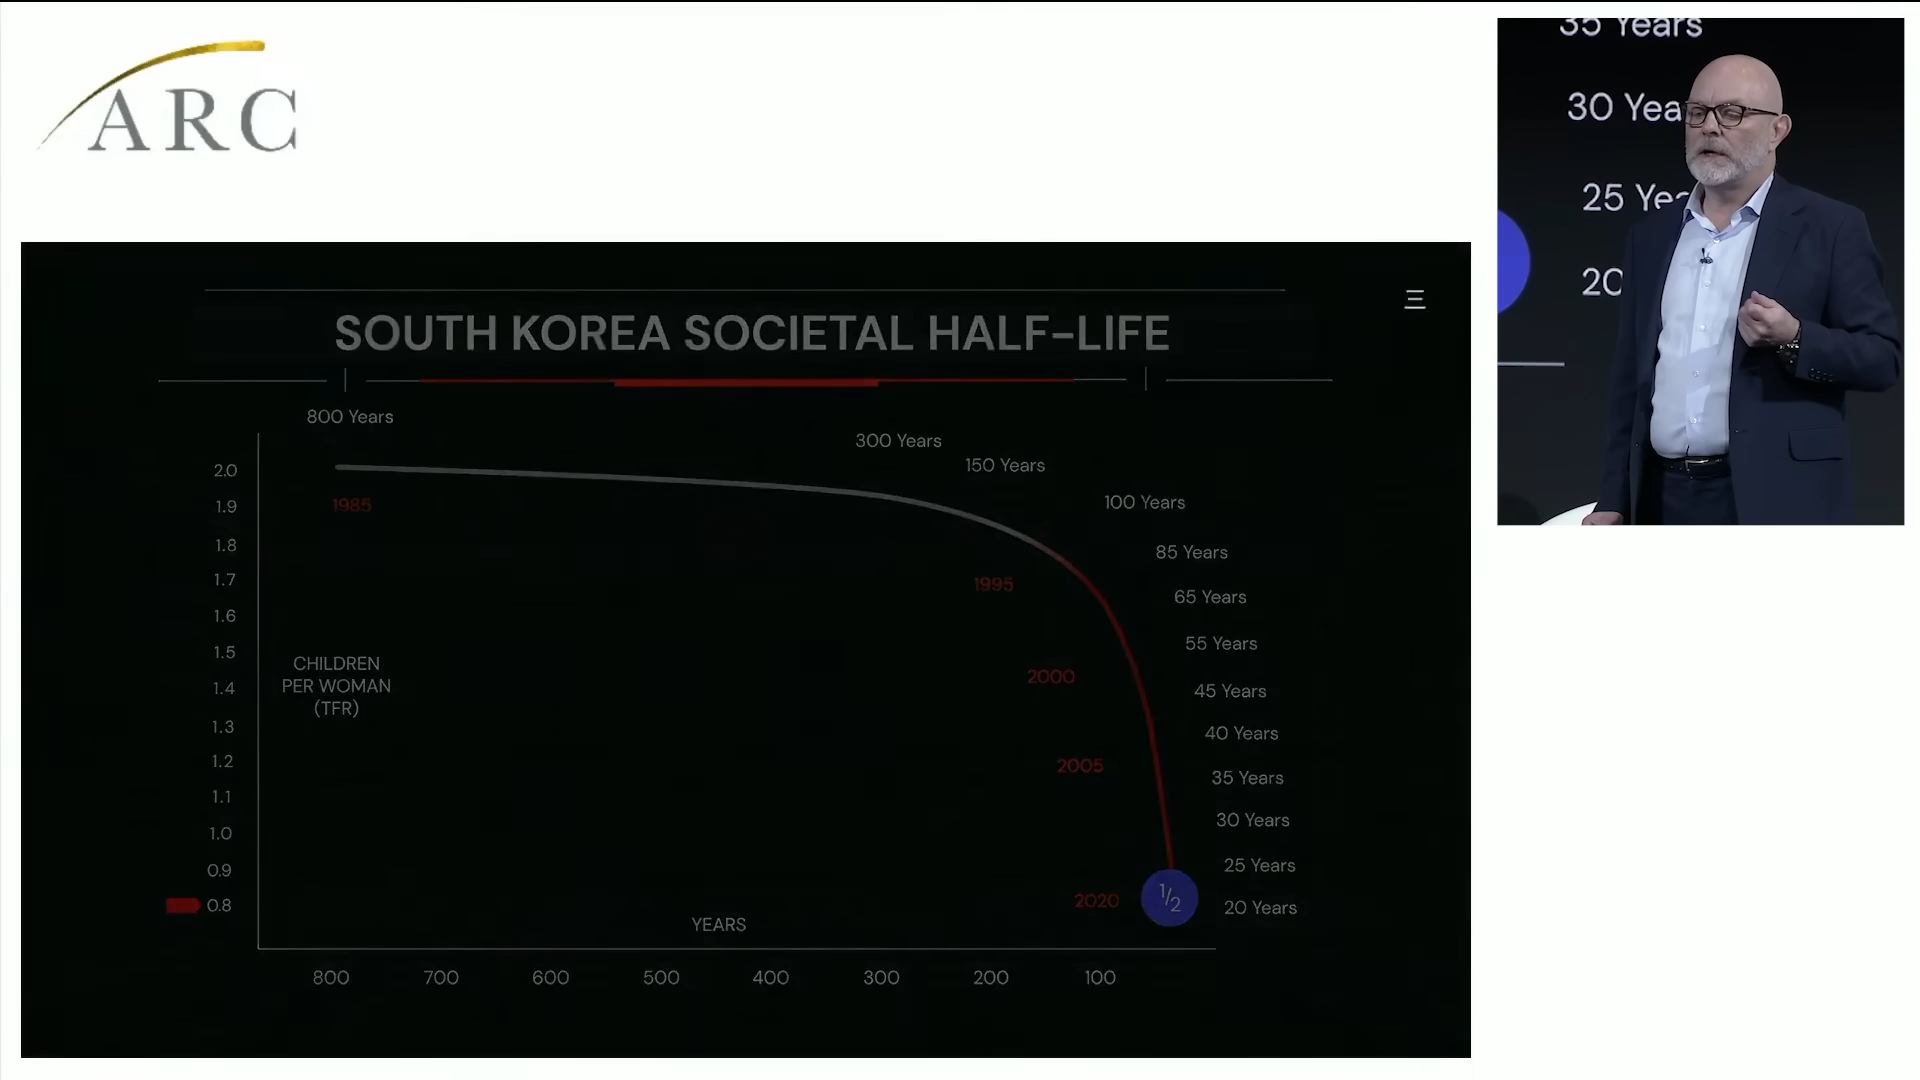 ARC
35 Years
30 Yea
25 Yea
20
SOUTH KOREA SOCIETAL HALF-LIFE
800 Years
300 Years
150 Years
100 Years
85 Years
65 Years
55 Years
45 Years
40 Years
35 Years
30 Years
25 Years
20 Years
2.0
1.9
1.8
1.7
1.6
1.5
1.4
1.3
1.2
1.1
1.0
0.9
0.8
1985
1995
2000
2005
2020
CHILDREN
PER WOMAN
(TFR)
1/2
YEARS
800 700 600 500 400 300 200 100